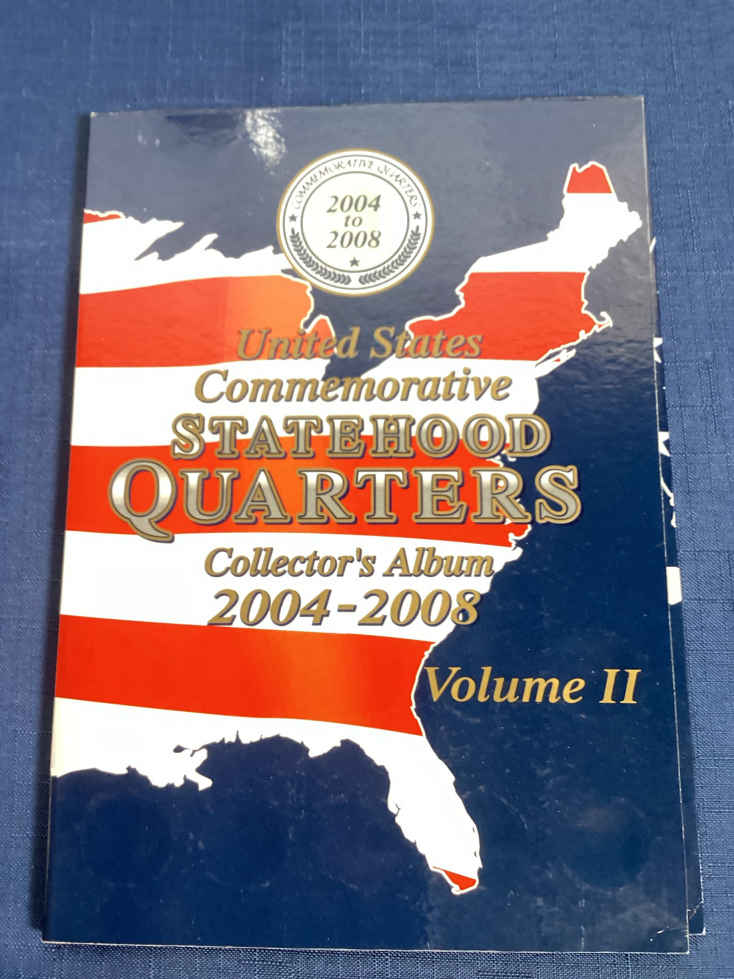 COMMEMORATIVE QUARTERS
2004
to
2008
United States
Commemorative
STATEHOOD
QUARTERS
Collector's Album
2004-2008
Volume II